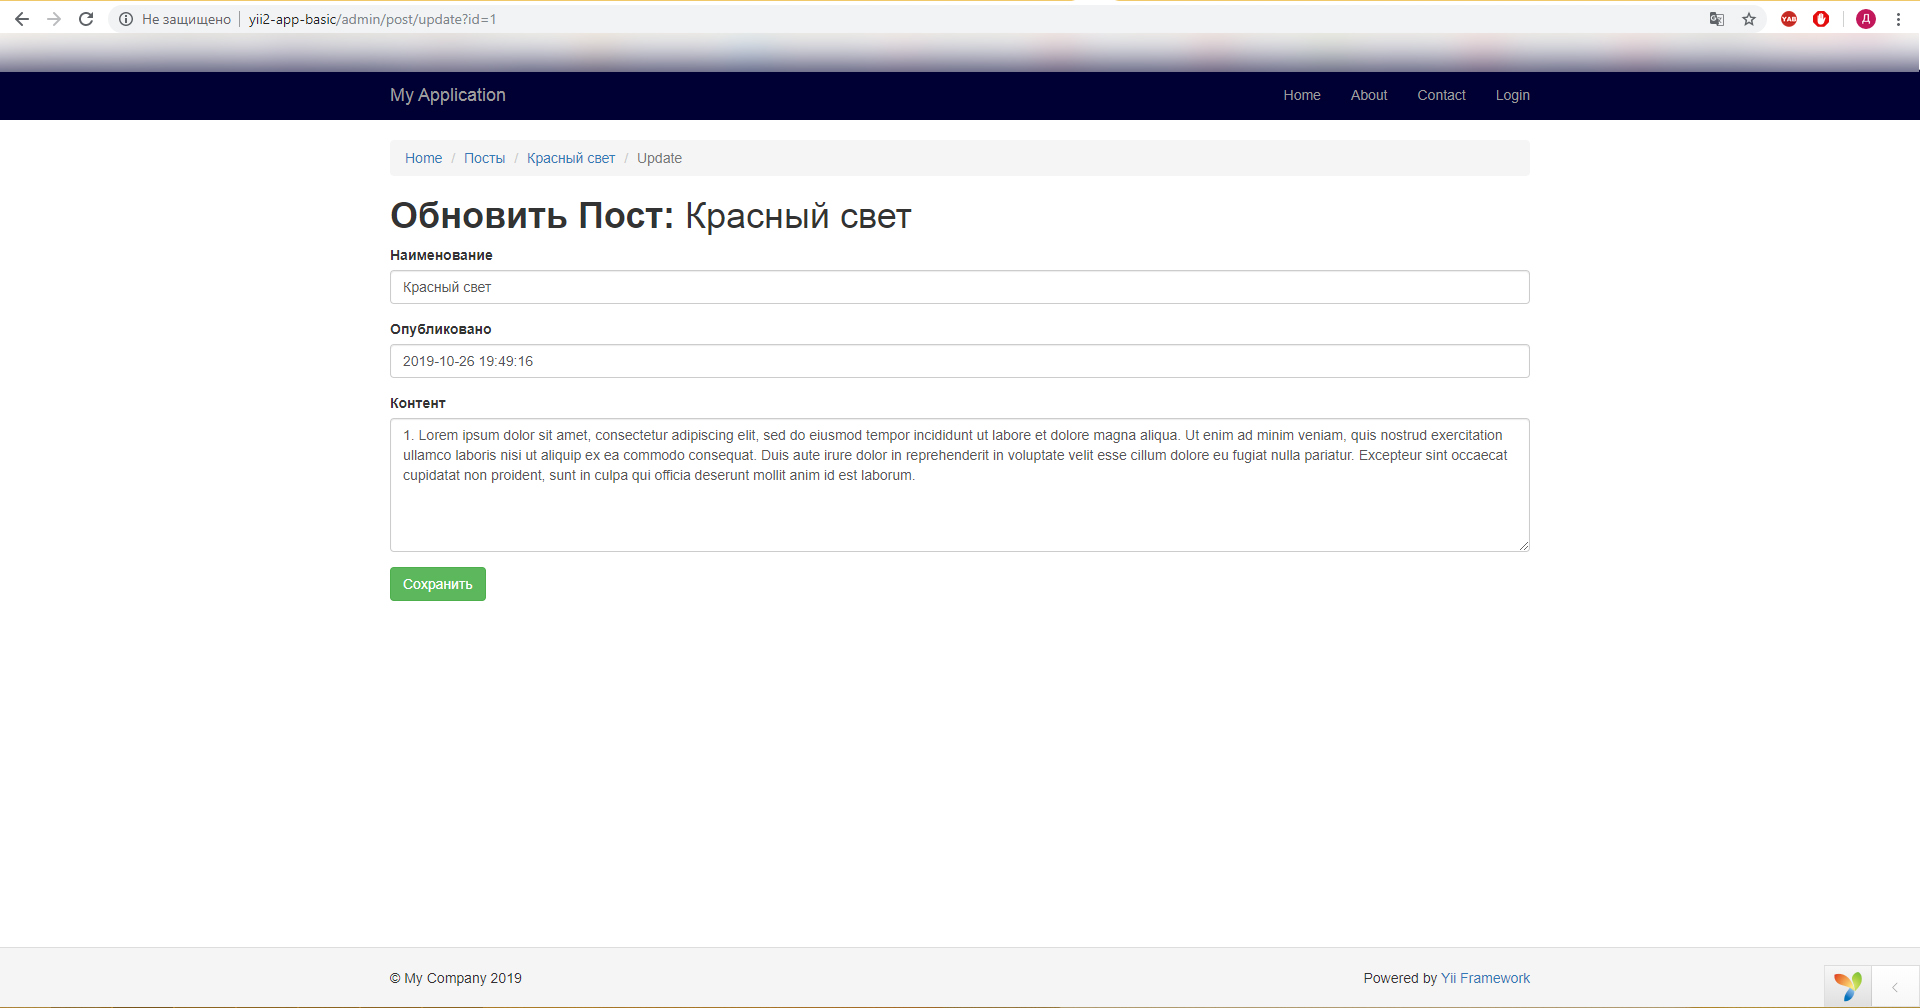 Не защищено yii2-app-basic/admin/post/update?id=1
YAB
Д
My Application Home About Contact Login
Home / Посты / Красный свет / Update
Обновить Пост: Красный свет
Наименование
Красный свет
Опубликовано
2019-10-26 19:49:16
Контент
1. Lorem ipsum dolor sit amet, consectetur adipiscing elit, sed do eiusmod tempor incididunt ut labore et dolore magna aliqua. Ut enim ad minim veniam, quis nostrud exercitation
ullamco laboris nisi ut aliquip ex ea commodo consequat. Duis aute irure dolor in reprehenderit in voluptate velit esse cillum dolore eu fugiat nulla pariatur. Excepteur sint occaecat
cupidatat non proident, sunt in culpa qui officia deserunt mollit anim id est laborum.
Сохранить
© My Company 2019 Powered by Yii Framework